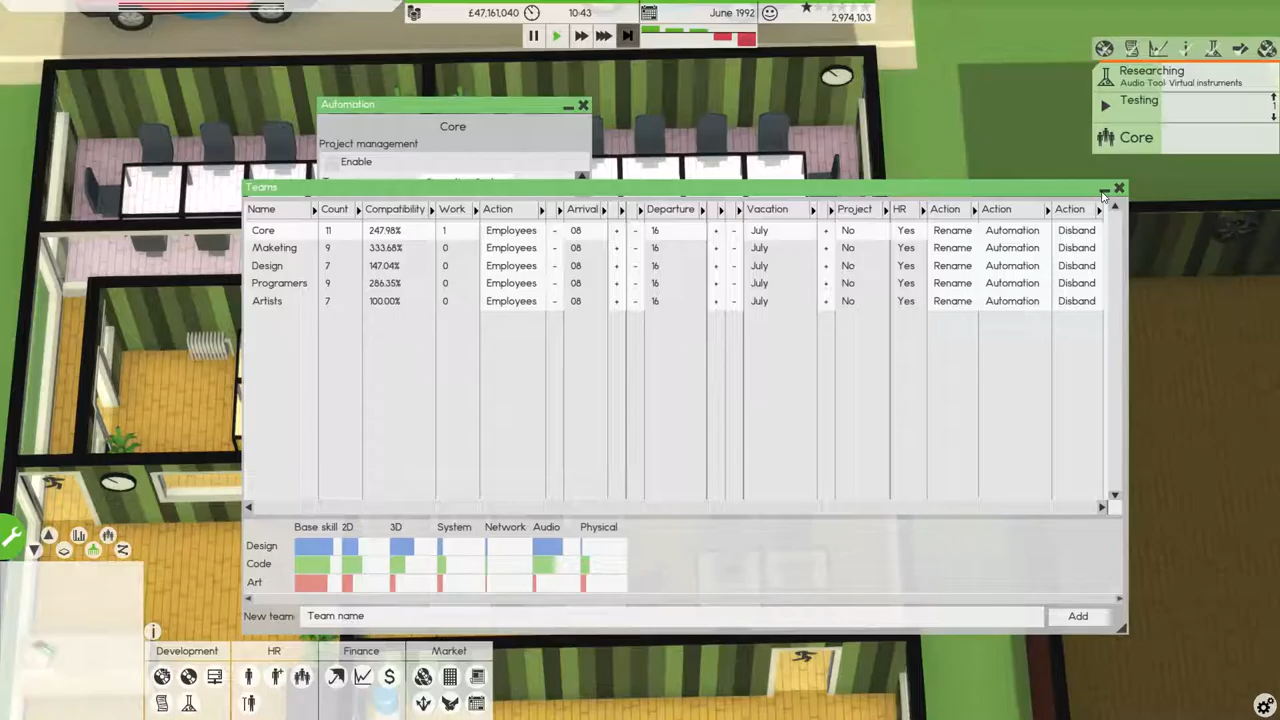 £47,161,040 10:43 June 1992 2,974,103
Researching
Audio Tool: Virtual instruments
Testing 1
Core
Automation
Core
Project management
Enable
Teams
Name Count Compatibility Work Action Arrival Departure Vacation Project HR Action Action Action
Core 11 247.98% 1 Employees - 08 + - 16 + - July + No Yes Rename Automation Disband
Maketing 9 333.68% 0 Employees - 08 + - 16 + - July + No Yes Rename Automation Disband
Design 7 147.04% 0 Employees - 08 + - 16 + - July + No Yes Rename Automation Disband
Programers 9 286.35% 0 Employees - 08 + - 16 + - July + No Yes Rename Automation Disband
Artists 7 100.00% 0 Employees - 08 + - 16 + - July + No Yes Rename Automation Disband
Base skill 2D 3D System Network Audio Physical
Design
Code
Art
New team Team name Add
Development HR Finance Market